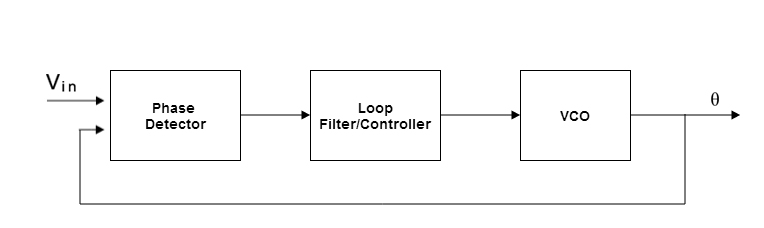 Vin
Phase
Detector
Loop
Filter/Controller
VCO
θ